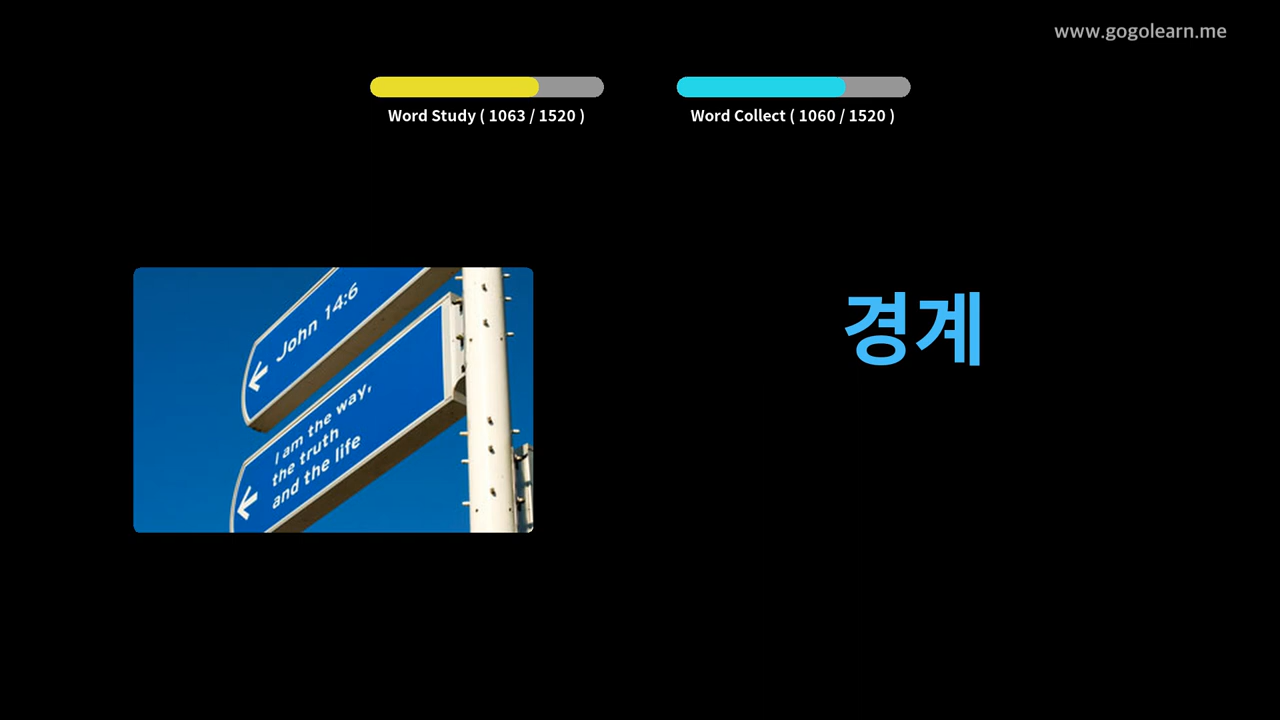 www.gogolearn.me
Word Study ( 1063 / 1520 )
Word Collect ( 1060 / 1520 )
John 14:6
I am the way,
the truth
and the life
경계